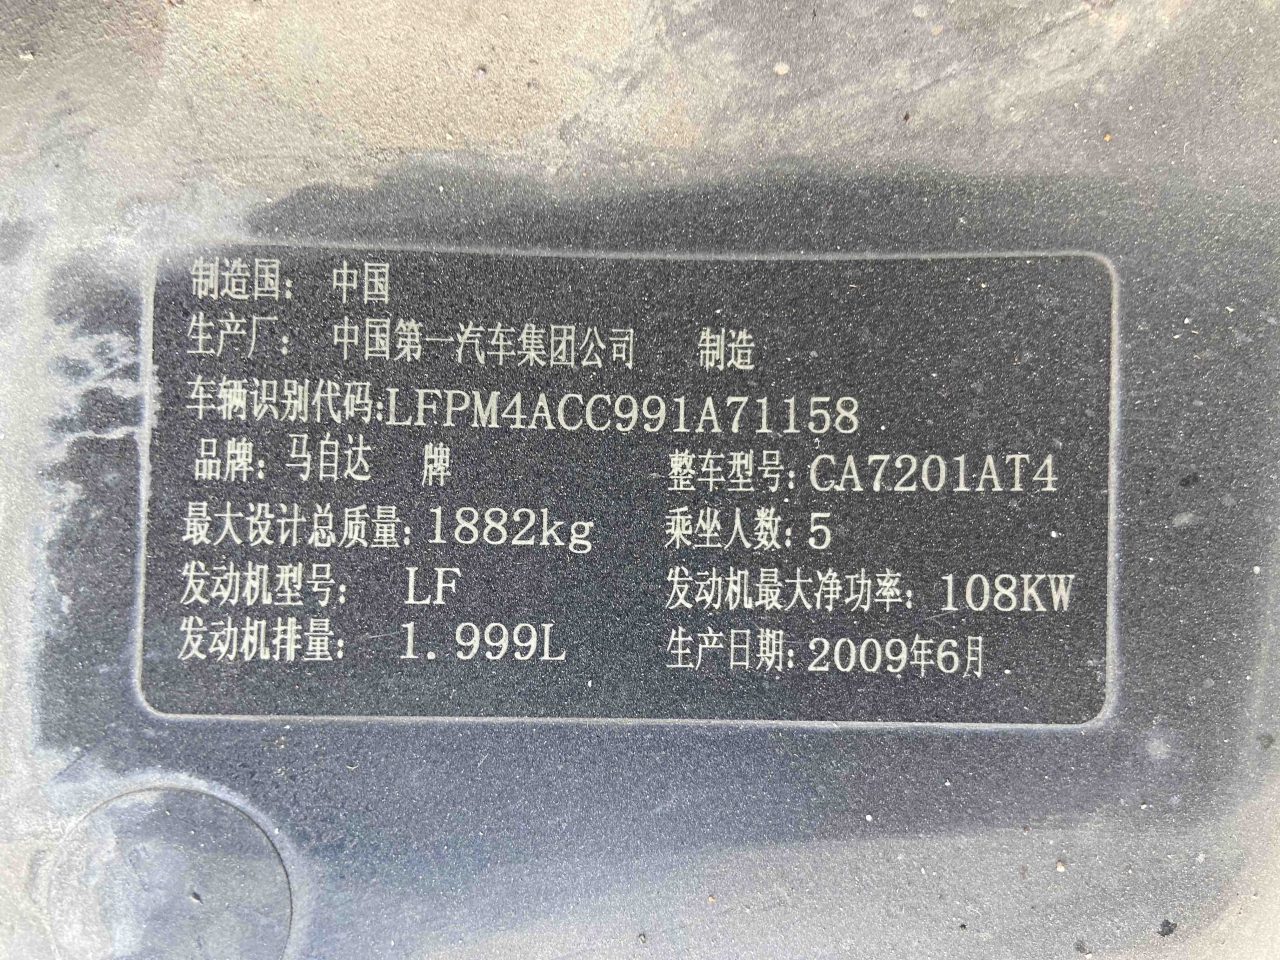 制造国： 中国
生产厂： 中国第一汽车集团公司 制造
车辆识别代码:LFPM4ACC991A71158
品牌: 马自达 牌 整车型号: CA7201AT4
最大设计总质量: 1882kg 乘坐人数: 5
发动机型号: LF 发动机最大净功率: 108KW
发动机排量: 1.999L 生产日期: 2009年6月